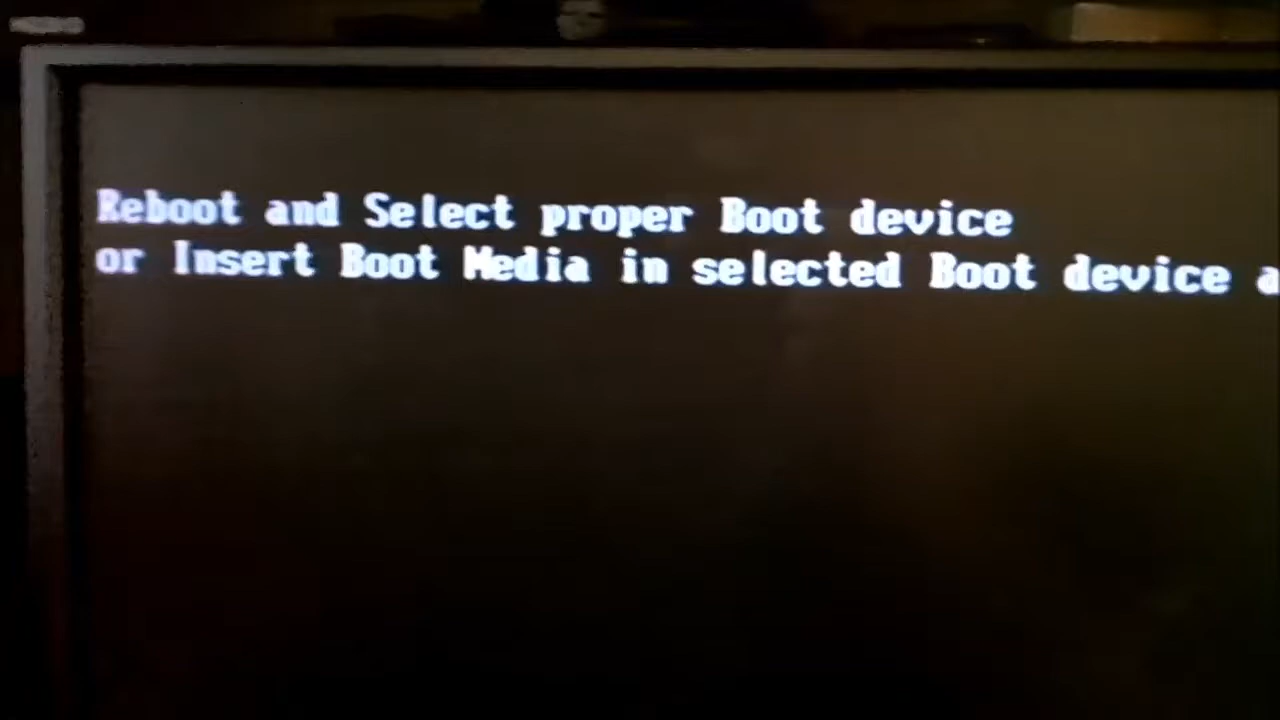 Reboot and Select proper Boot device
or Insert Boot Media in selected Boot device a